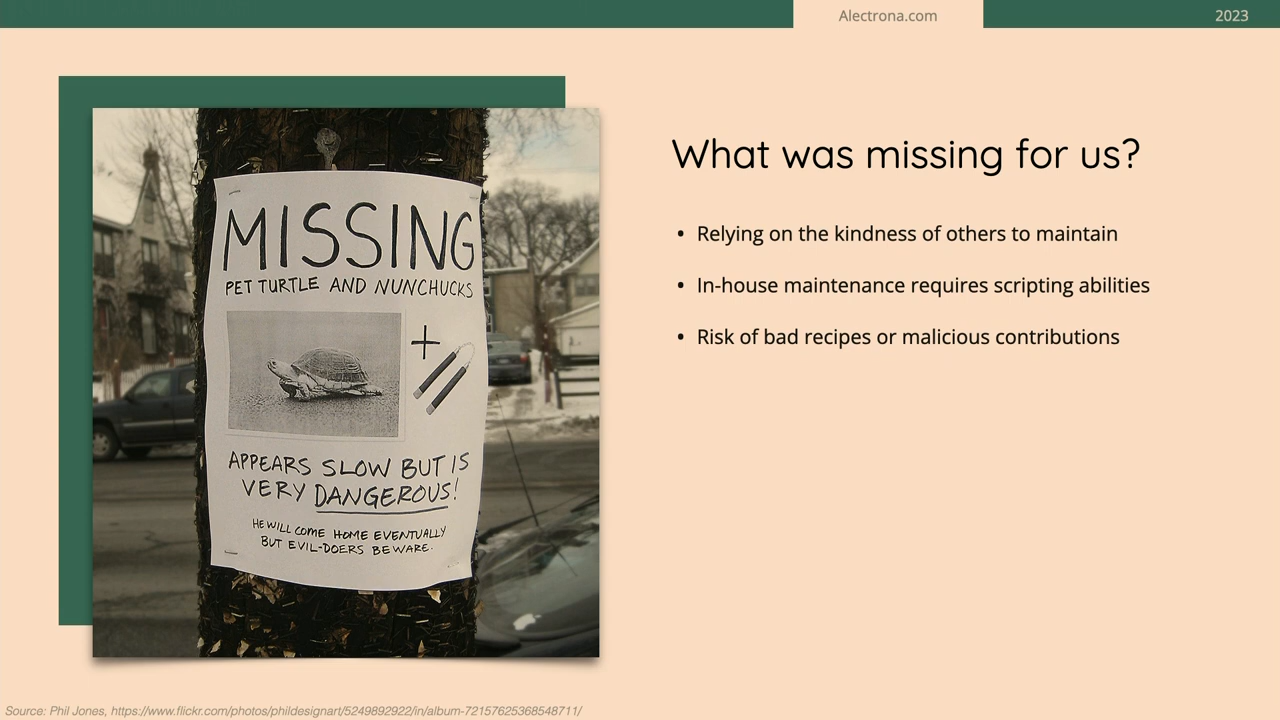 Alectrona.com
2023
MISSING
PET TURTLE AND NUNCHUCKS
+
APPEARS SLOW BUT IS
VERY DANGEROUS!
HE WILL COME HOME EVENTUALLY
BUT EVIL-DOERS BEWARE.
What was missing for us?
• Relying on the kindness of others to maintain
• In-house maintenance requires scripting abilities
• Risk of bad recipes or malicious contributions
Source: Phil Jones, https://www.flickr.com/photos/phildesignart/5249892922/in/album-72157625368548711/